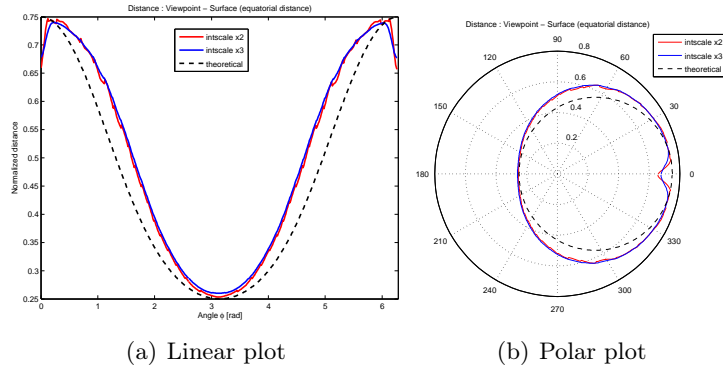 Distance : Viewpoint − Surface (equatorial distance)
0.75
0.7
0.65
0.6
0.55
0.5
0.45
0.4
0.35
0.3
0.25
Normalized distance
intscale x2
intscale x3
theoretical
0 1 2 3 4 5 6
Angle ϕ [rad]
(a) Linear plot
Distance : Viewpoint − Surface (equatorial distance)
intscale x2
intscale x3
theoretical
90
0.8
120 60
0.6
150 30
0.4
0.2
180 0
210 330
240 300
270
(b) Polar plot